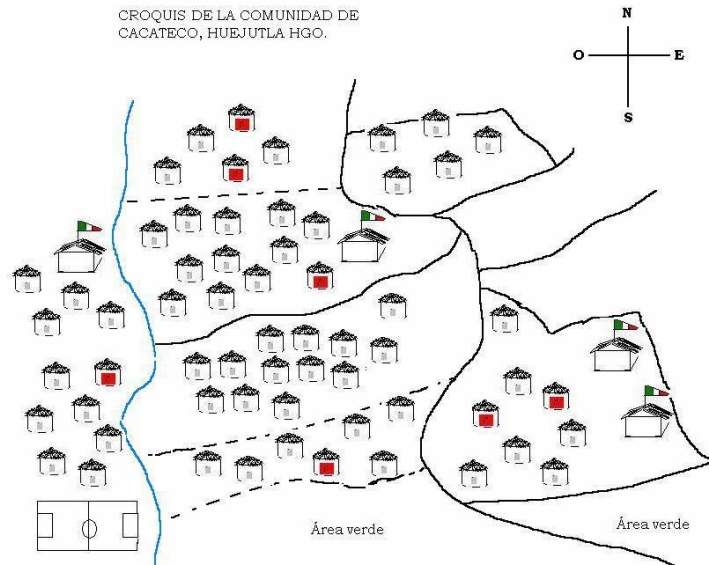 CROQUIS DE LA COMUNIDAD DE
CACATECO, HUEJUTLA HGO.
N
O E
S
Área verde
Área verde